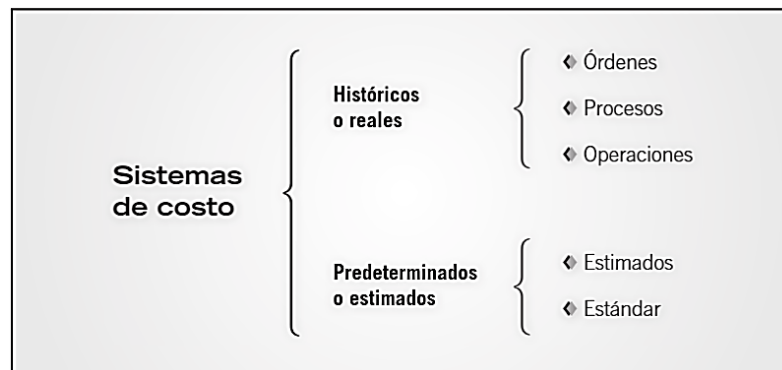 Sistemas
de costo
Históricos
o reales
Órdenes
Procesos
Operaciones
Predeterminados
o estimados
Estimados
Estándar